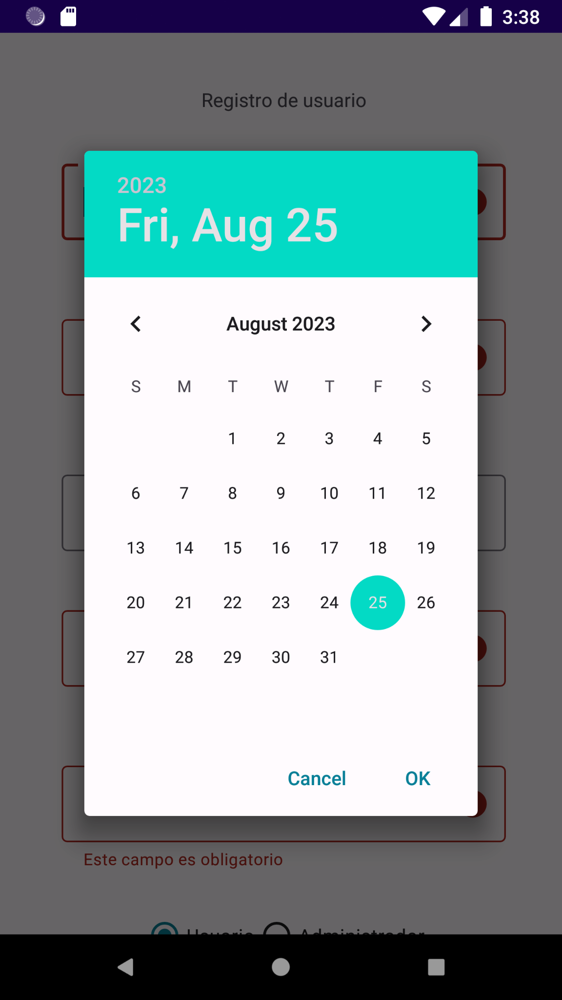 3:38
Registro de usuario
2023
Fri, Aug 25
August 2023
S M T W T F S
1 2 3 4 5
6 7 8 9 10 11 12
13 14 15 16 17 18 19
20 21 22 23 24 25 26
27 28 29 30 31
Cancel OK
Este campo es obligatorio
Usuario Administrador